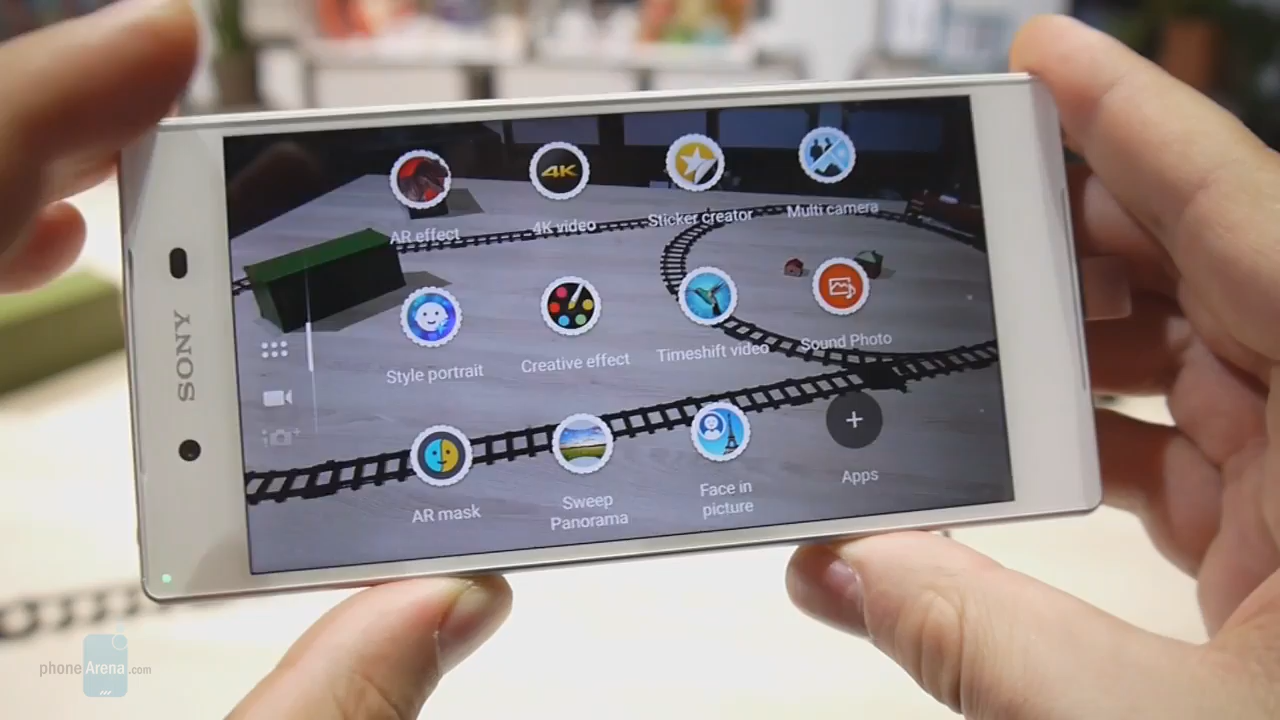 SONY
AR effect
4K
4K video
Sticker creator
Multi camera
Style portrait
Creative effect
Timeshift video
Sound Photo
AR mask
Sweep
Panorama
Face in
picture
+
Apps
phoneArena.com